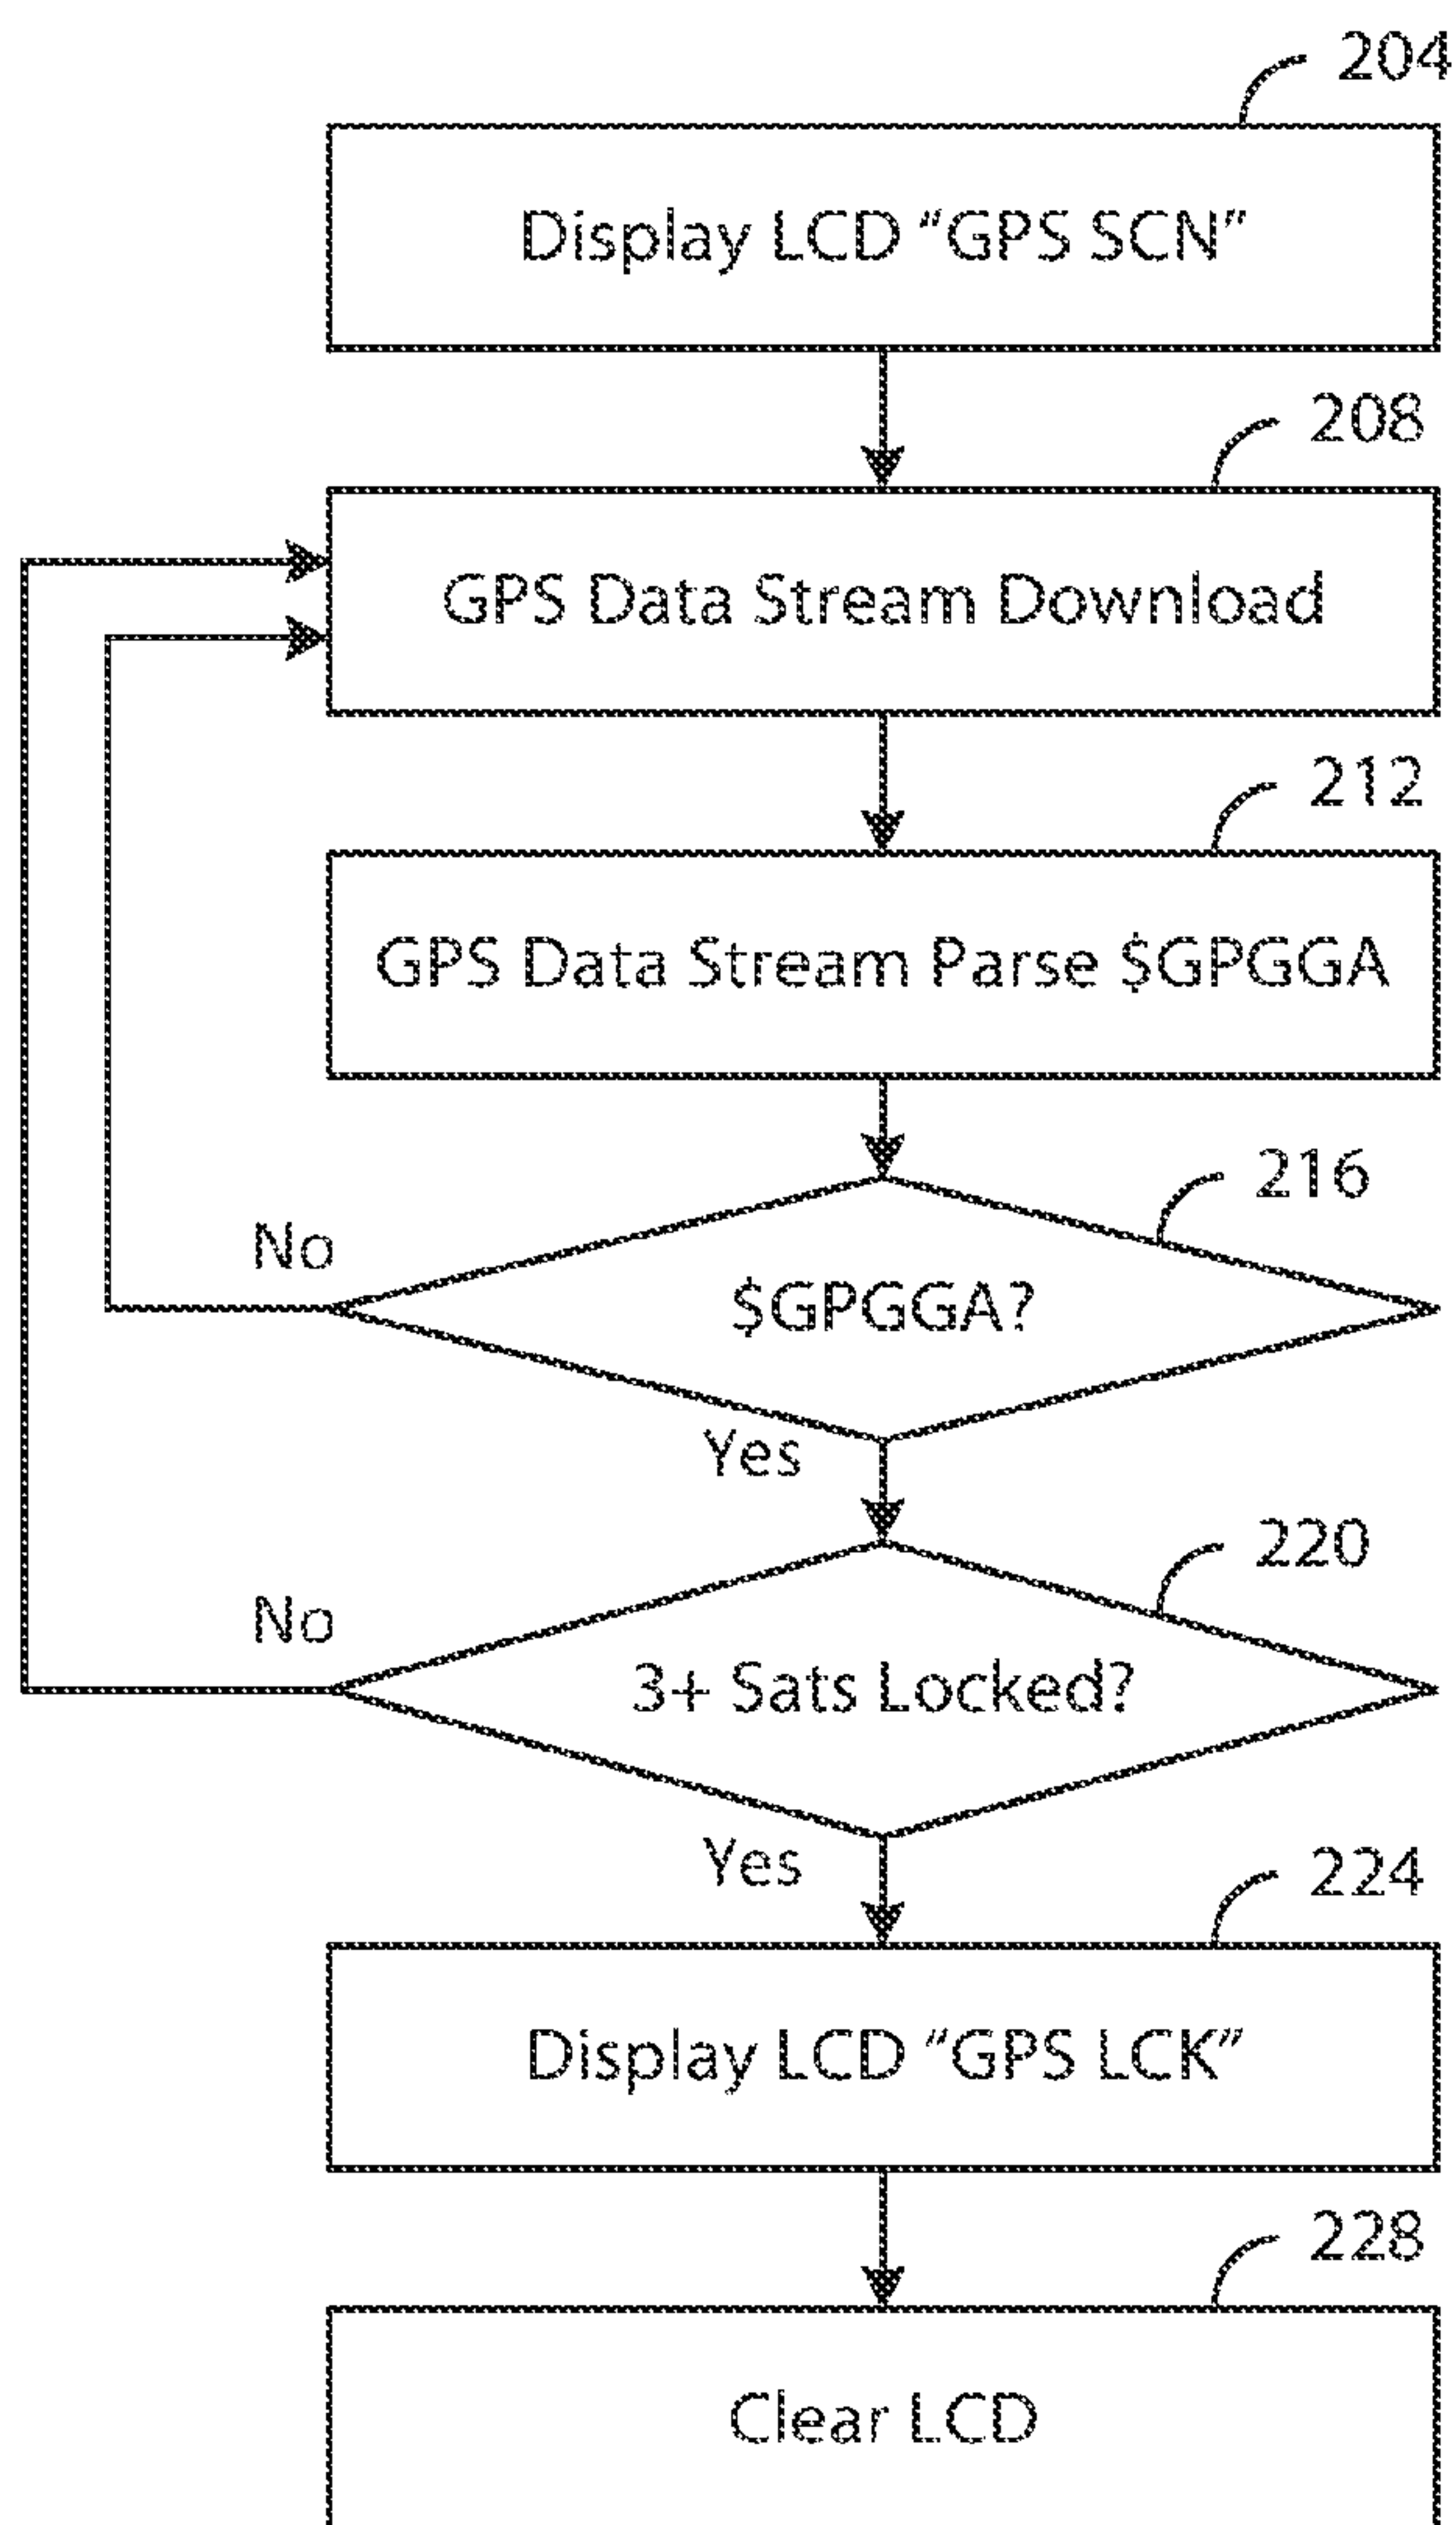 204
Display LCD “GPS SCN”
208
GPS Data Stream Download
212
GPS Data Stream Parse $GPGGA
216
No
$GPGGA?
Yes
220
No
3+ Sats Locked?
Yes
224
Display LCD “GPS LCK”
228
Clear LCD